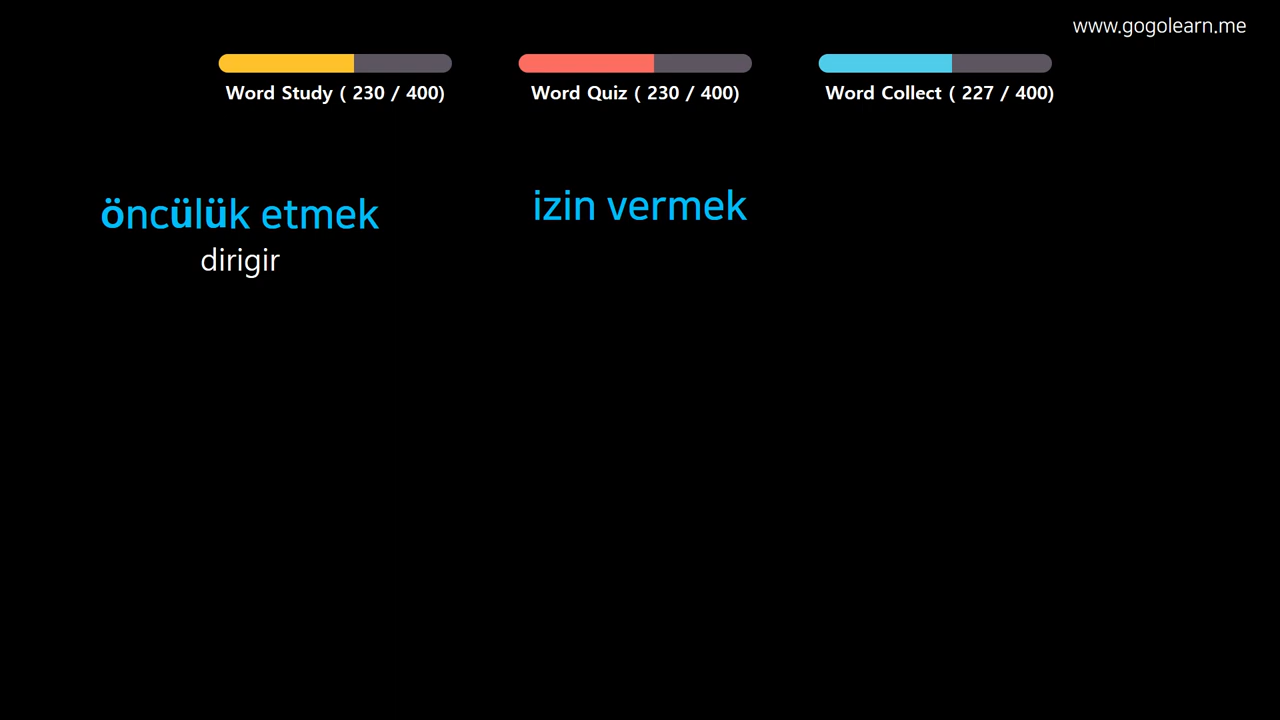 www.gogolearn.me
Word Study ( 230 / 400)
Word Quiz ( 230 / 400)
Word Collect ( 227 / 400)
öncülük etmek
dirigir
izin vermek